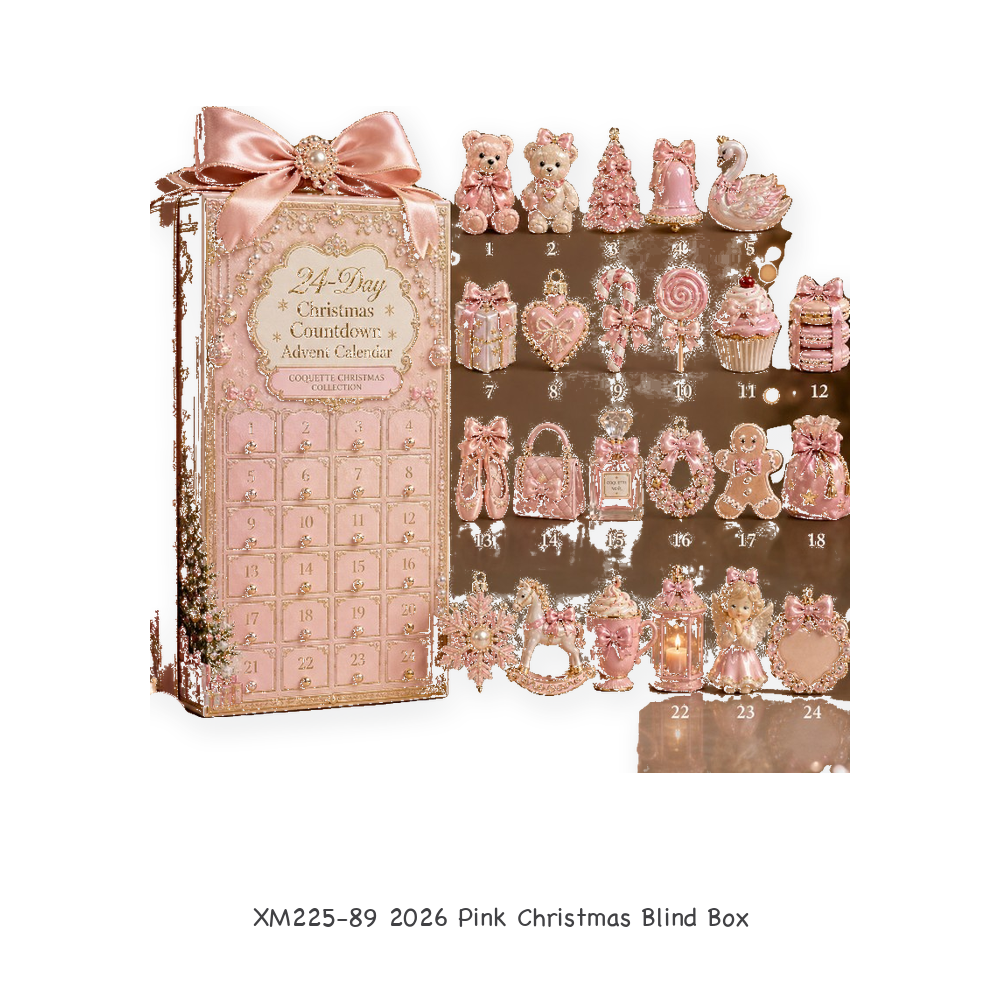 24-Day
Christmas
Countdown
Advent Calendar
COQUETTE CHRISTMAS
COLLECTION
1 2 3 4
5 6 7 8
9 10 11 12
13 14 15 16
17 18 19 20
21 22 23 24
1 2 3 4 5
7 8 9 10 11 12
13 14 15 16 17 18
22 23 24
XM225-89 2026 Pink Christmas Blind Box